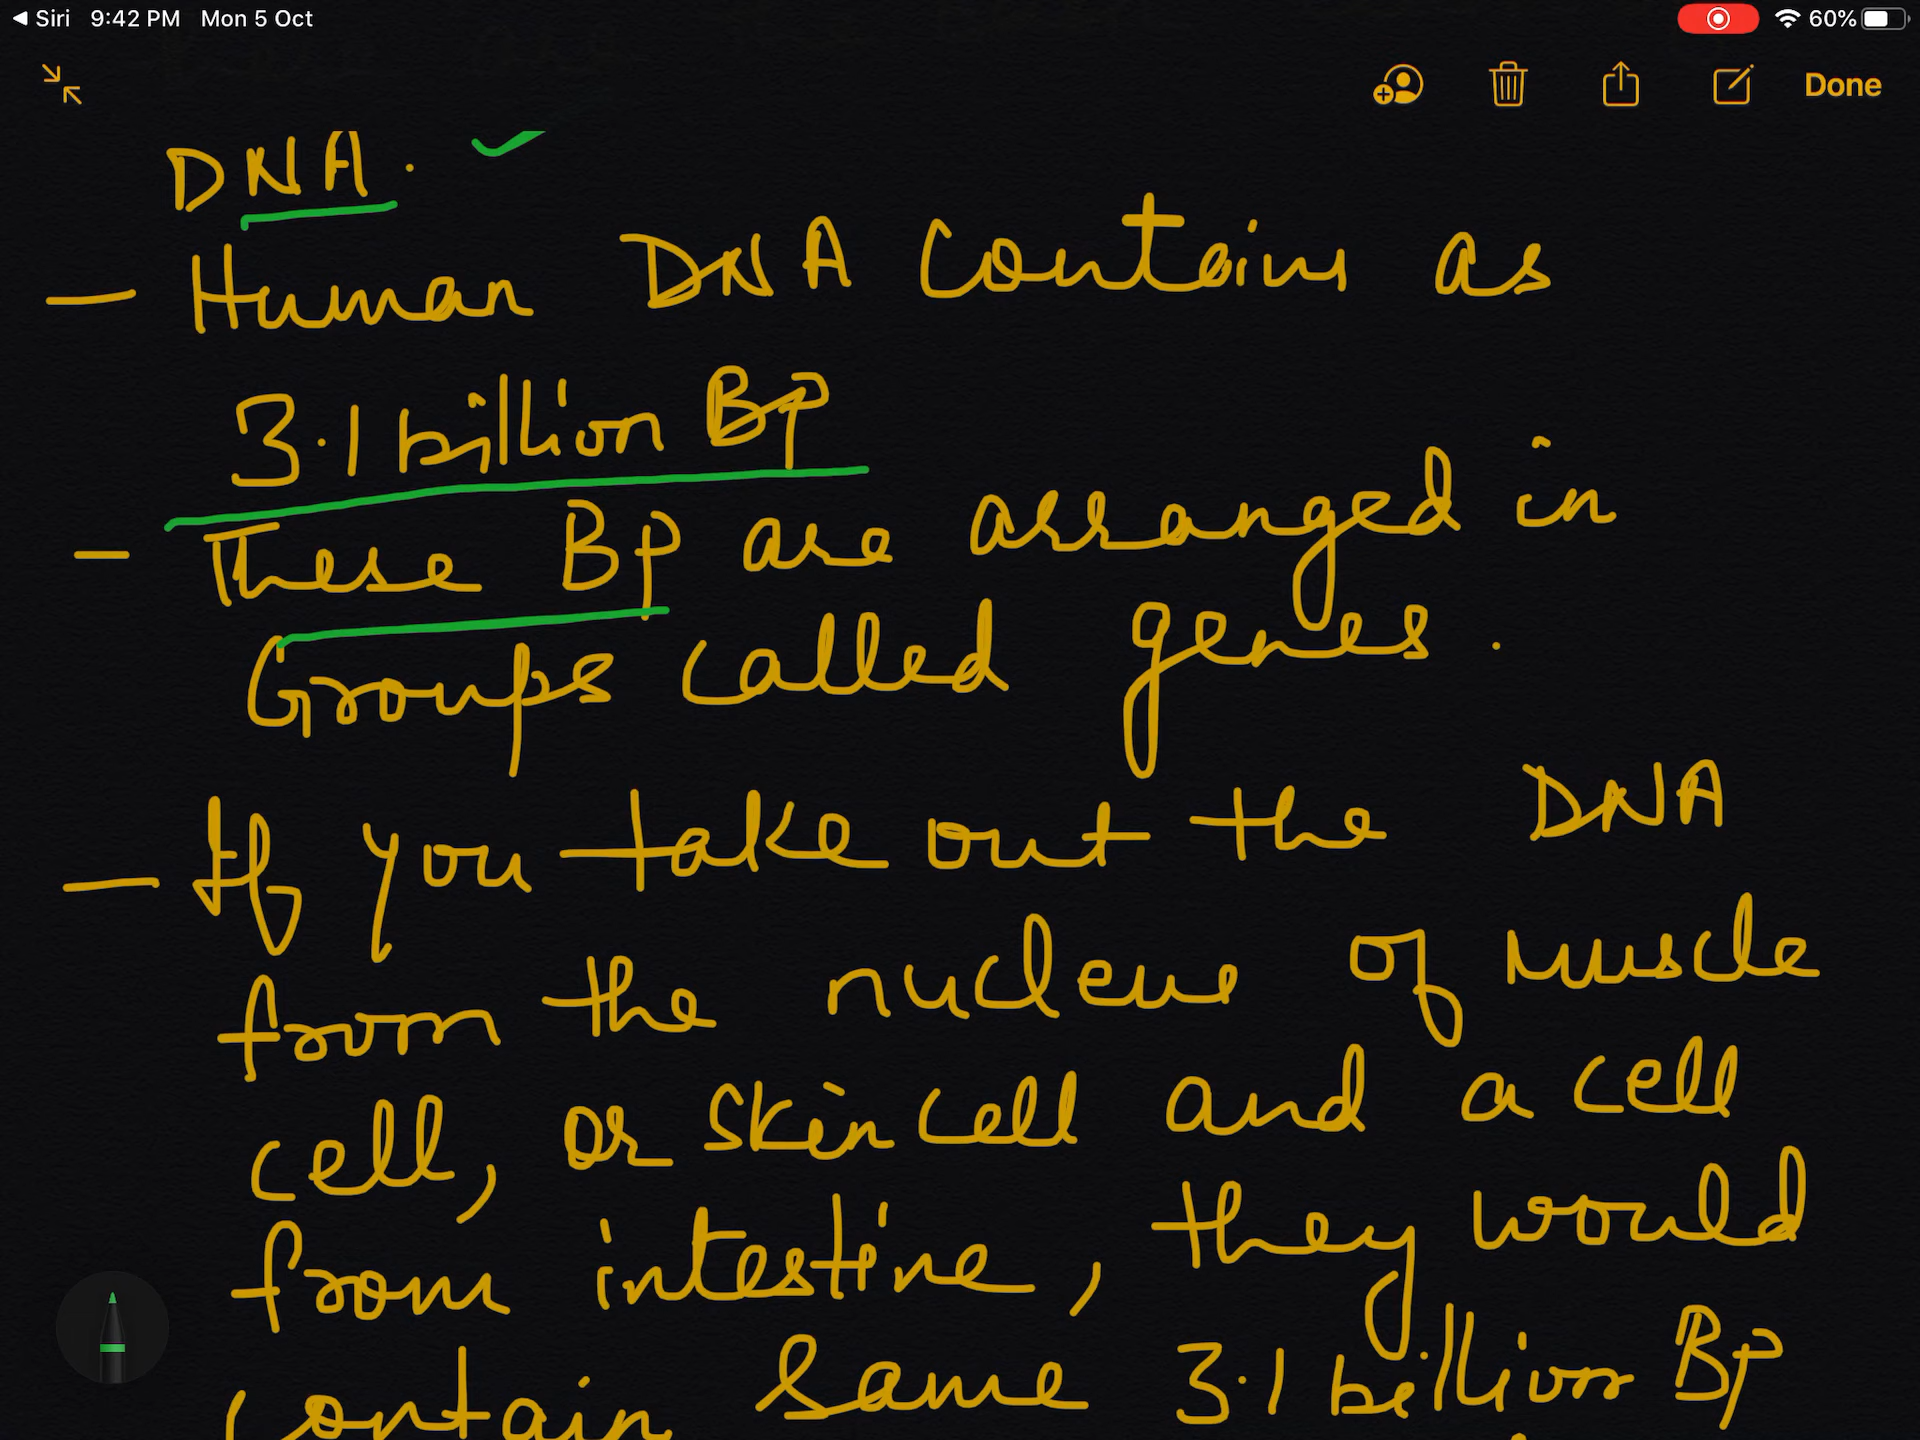 Siri 9:42 PM Mon 5 Oct 60%
Done
DNA.
— Human DNA contains as
3.1 billion Bp
— These Bp are arranged in
Groups called genes.
— If you take out the DNA
from the nucleus of muscle
cell, or skin cell and a cell
from intestine, they would
contain same 3.1 billion Bp